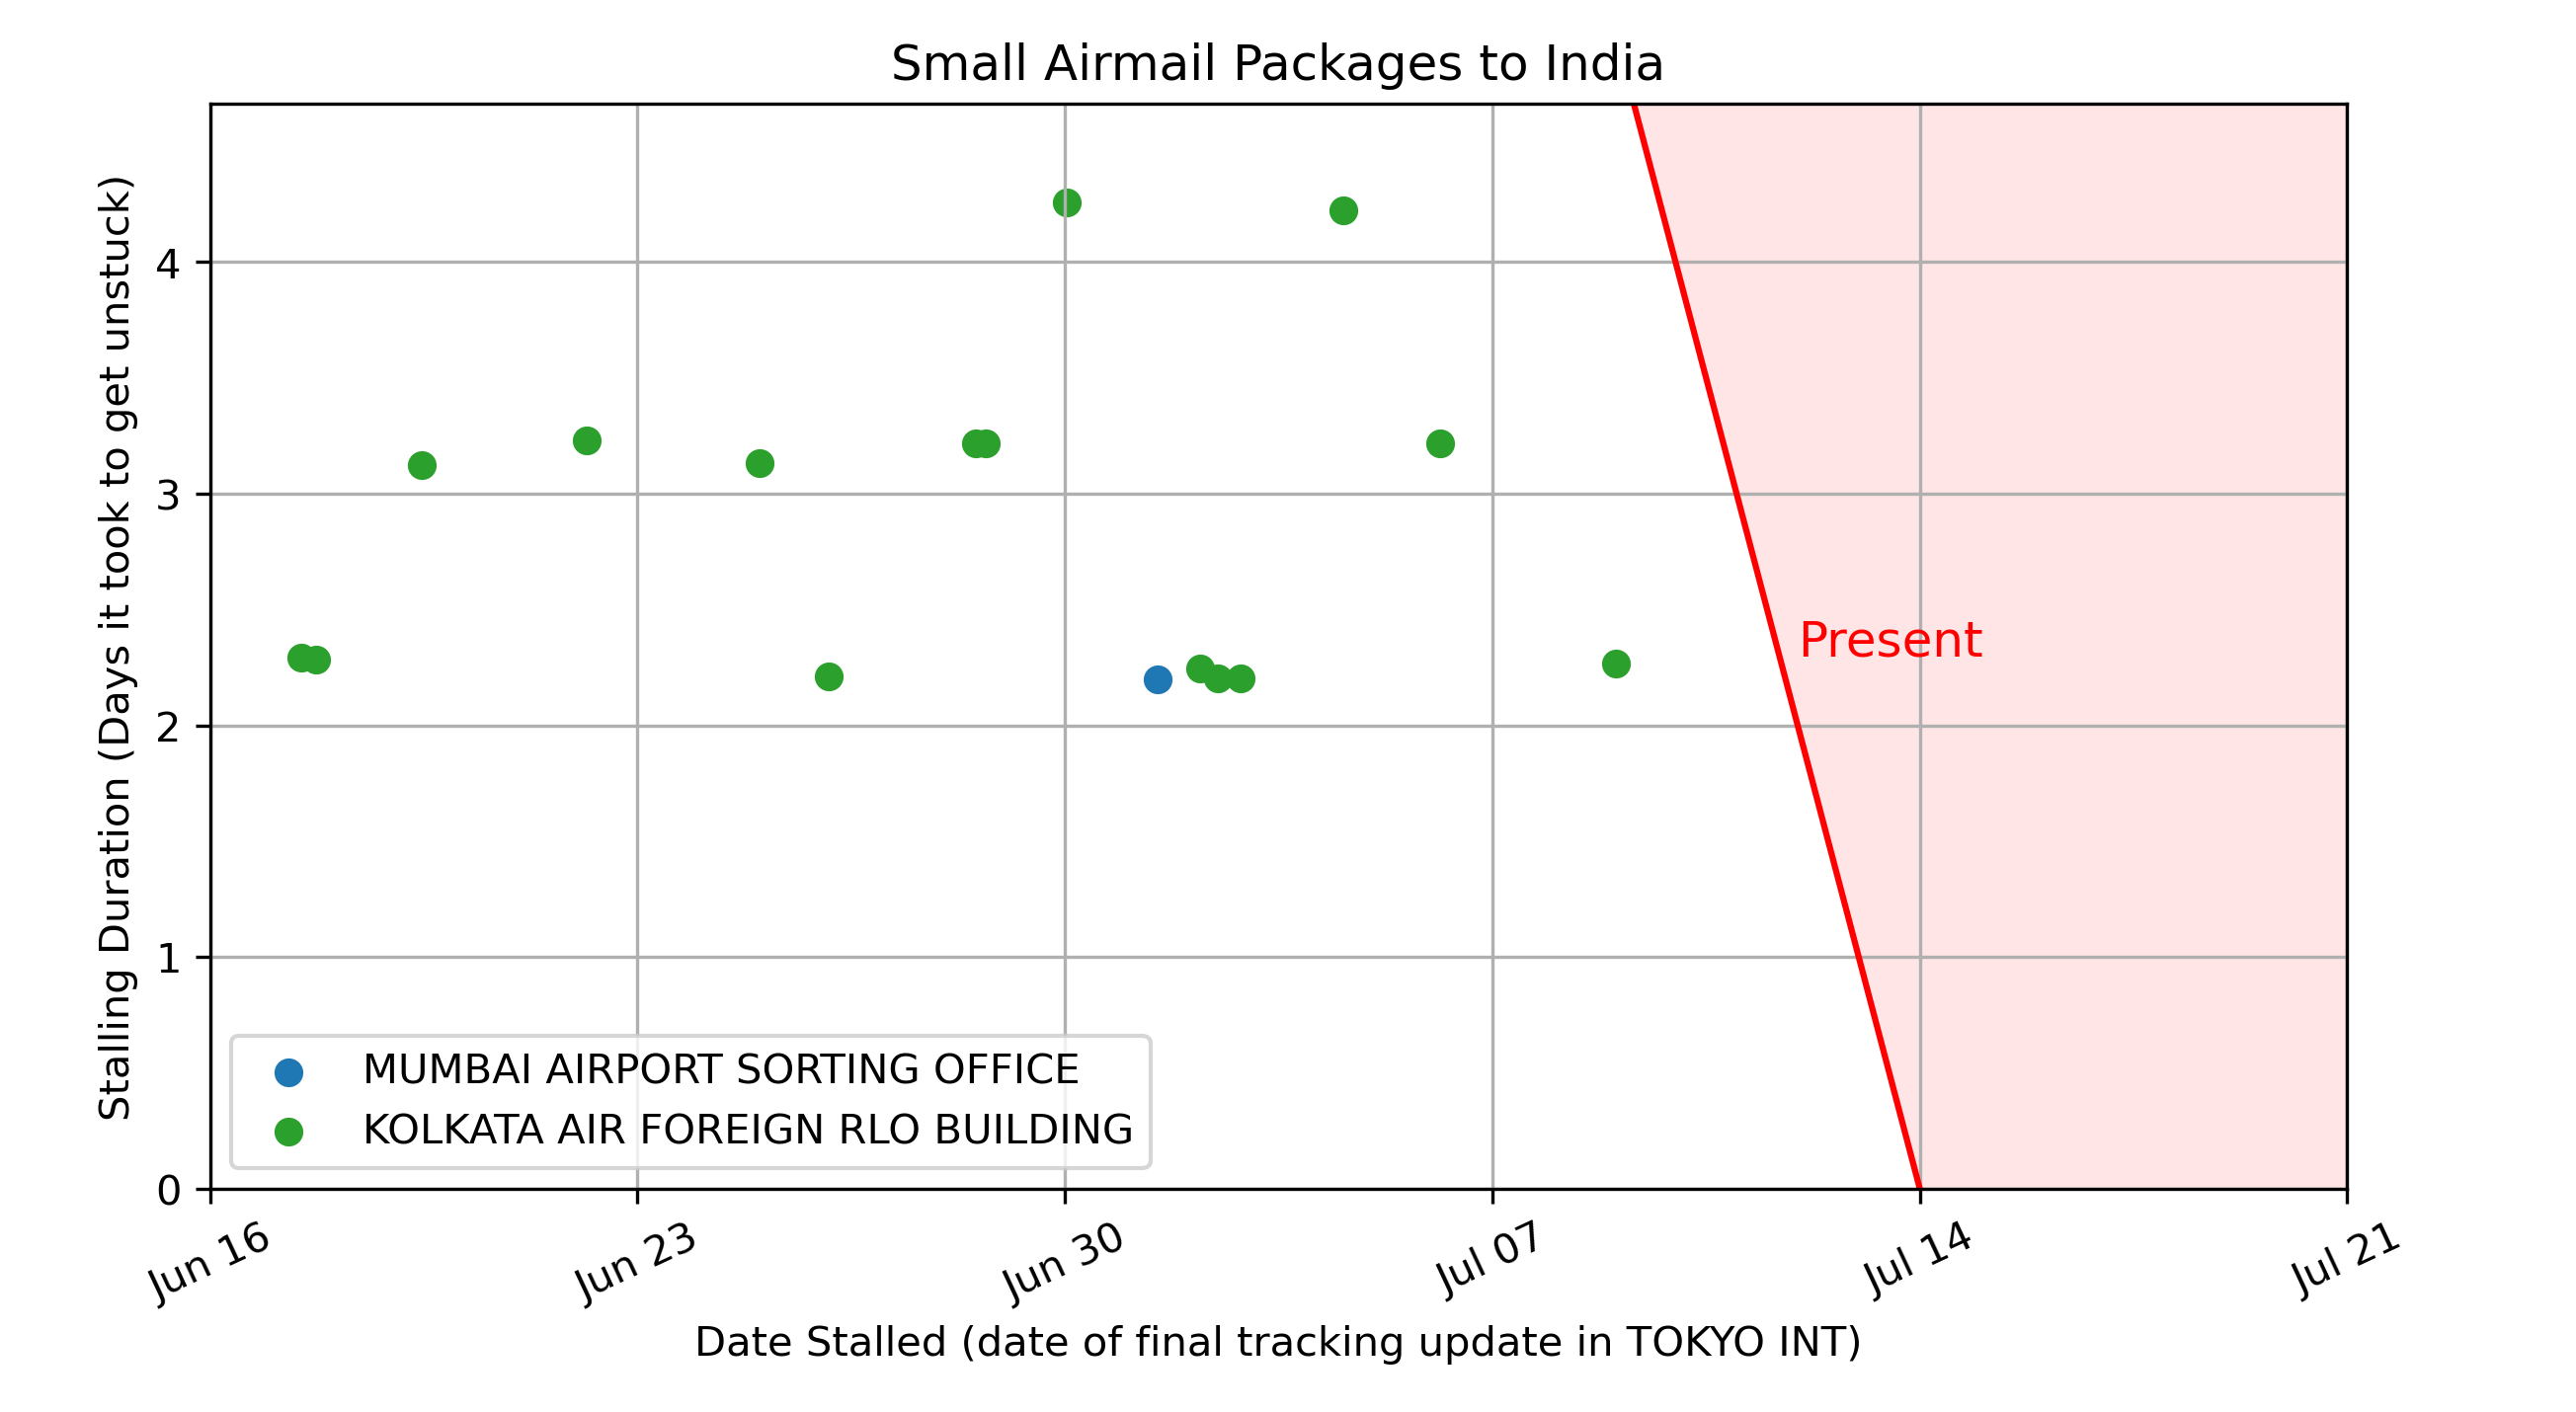 Small Airmail Packages to India
Stalling Duration (Days it took to get unstuck)
4
3
2
1
0
Present
MUMBAI AIRPORT SORTING OFFICE
KOLKATA AIR FOREIGN RLO BUILDING
Jun 16
Jun 23
Jun 30
Jul 07
Jul 14
Jul 21
Date Stalled (date of final tracking update in TOKYO INT)